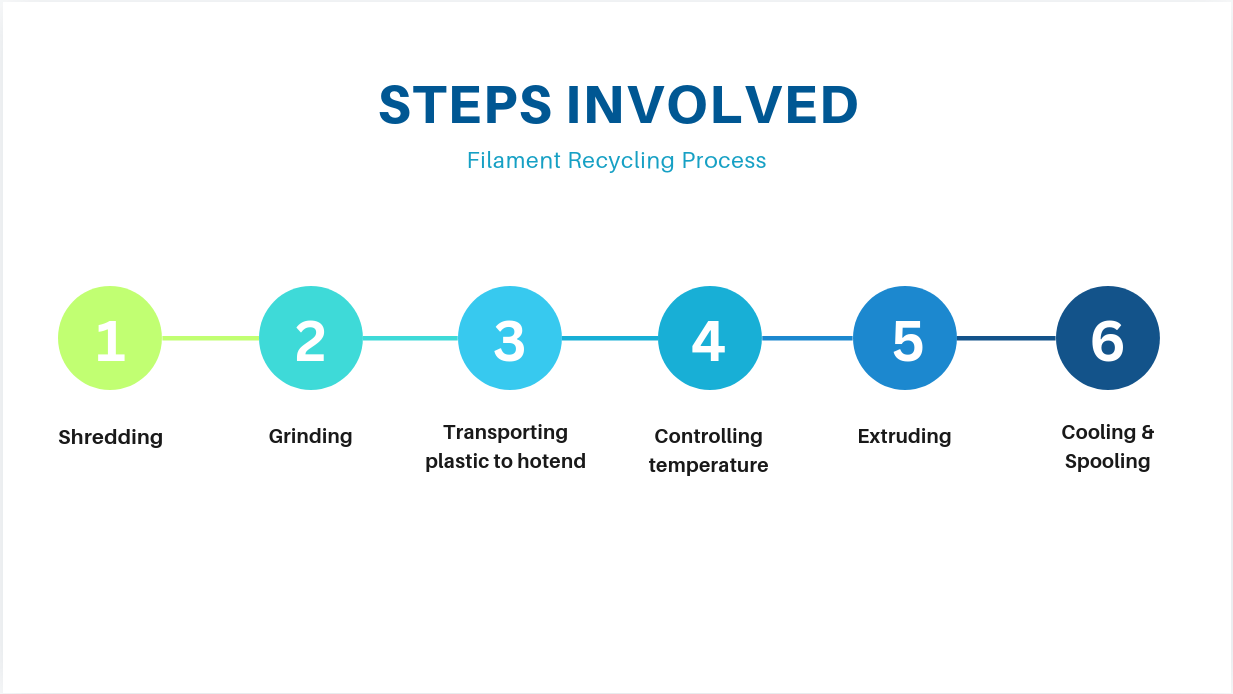 STEPS INVOLVED
Filament Recycling Process
1
2
3
4
5
6
Shredding
Grinding
Transporting
plastic to hotend
Controlling
temperature
Extruding
Cooling &
Spooling